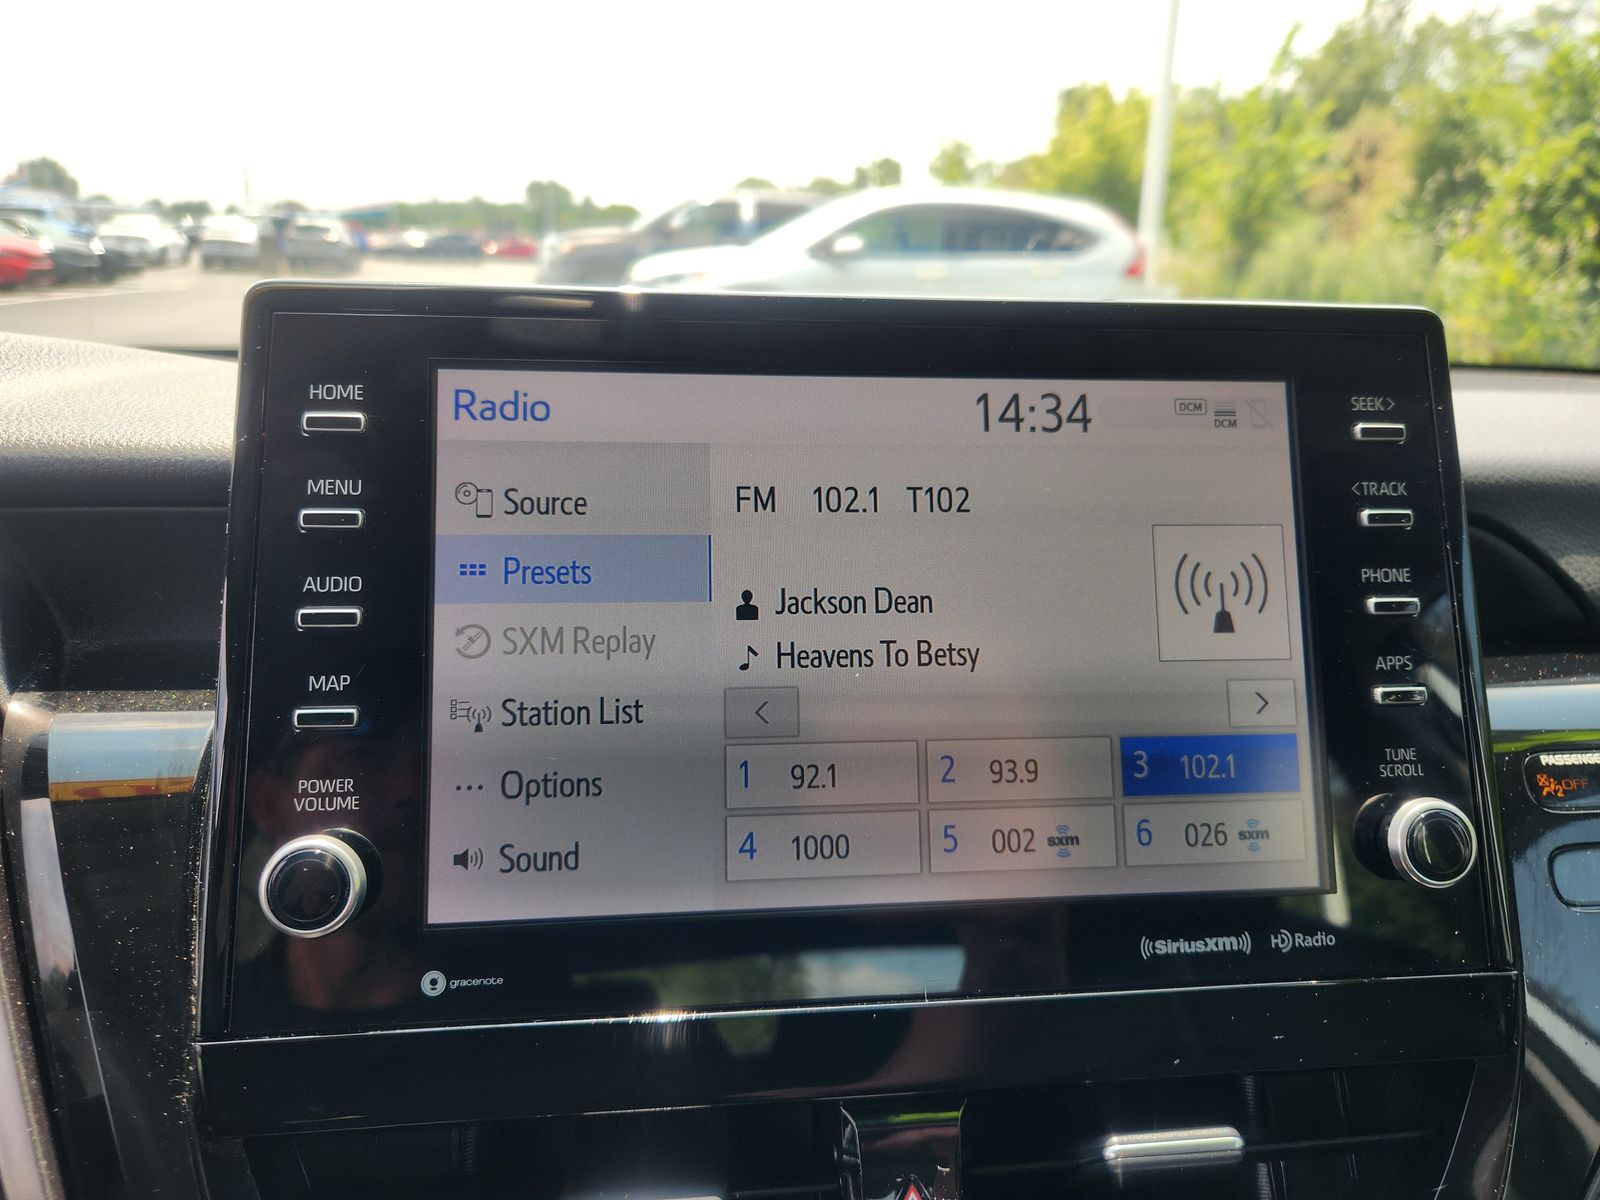 HOME
MENU
AUDIO
MAP
POWER
VOLUME
Radio
14:34
DCM
DCM
Source
Presets
SXM Replay
Station List
Options
Sound
FM 102.1 T102
Jackson Dean
Heavens To Betsy
< >
1 92.1
2 93.9
3 102.1
4 1000
5 002 sxm
6 026 sxm
SEEK>
<TRACK
PHONE
APPS
TUNE
SCROLL
gracenote
SiriusXM
HD Radio
2 OFF